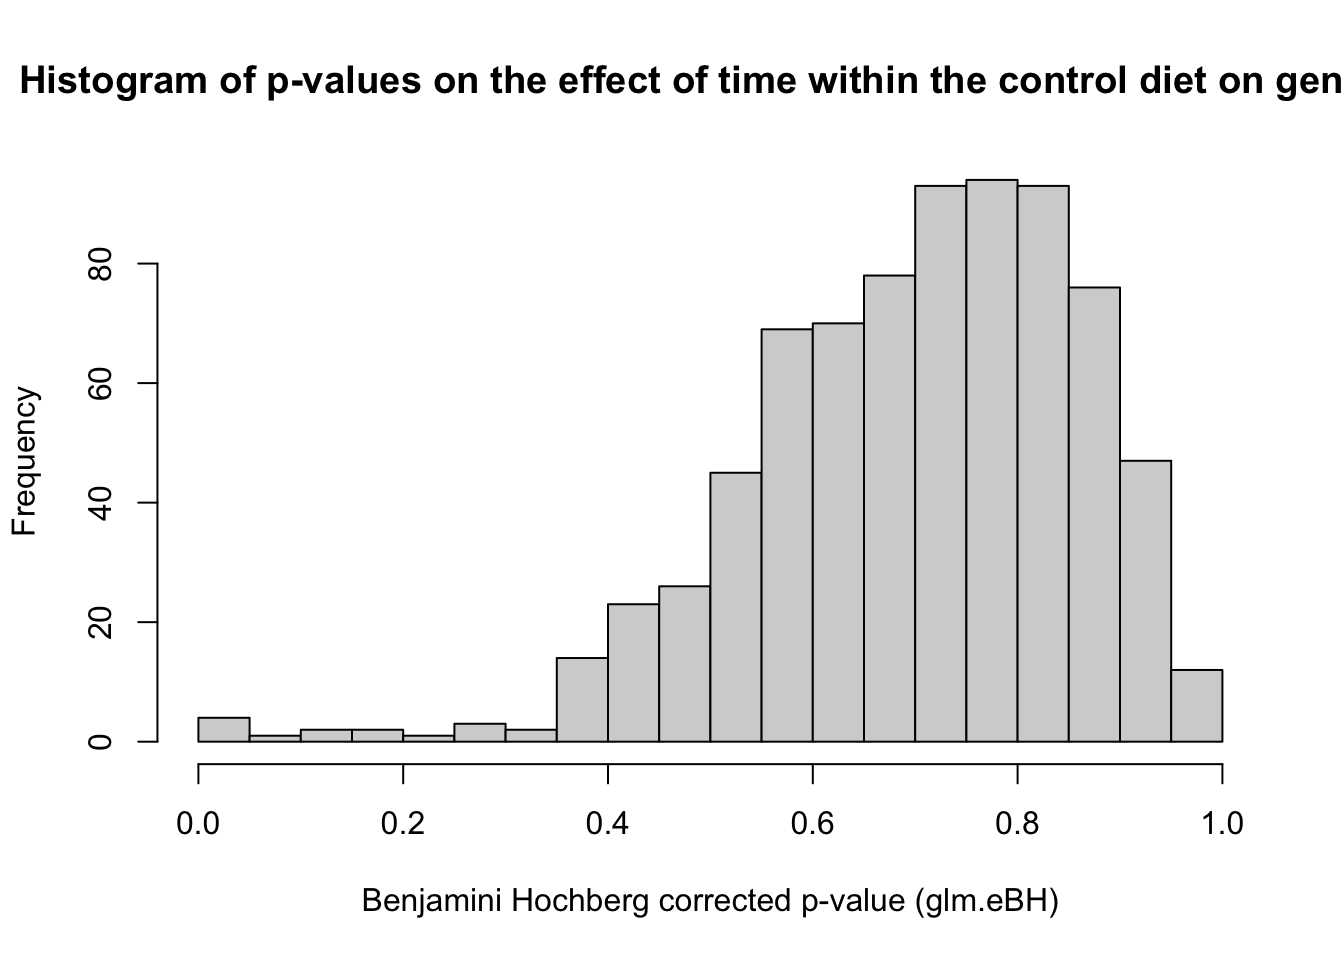 Histogram of p-values on the effect of time within the control diet on gen
80
60
40
20
0
Frequency
0.0 0.2 0.4 0.6 0.8 1.0
Benjamini Hochberg corrected p-value (glm.eBH)